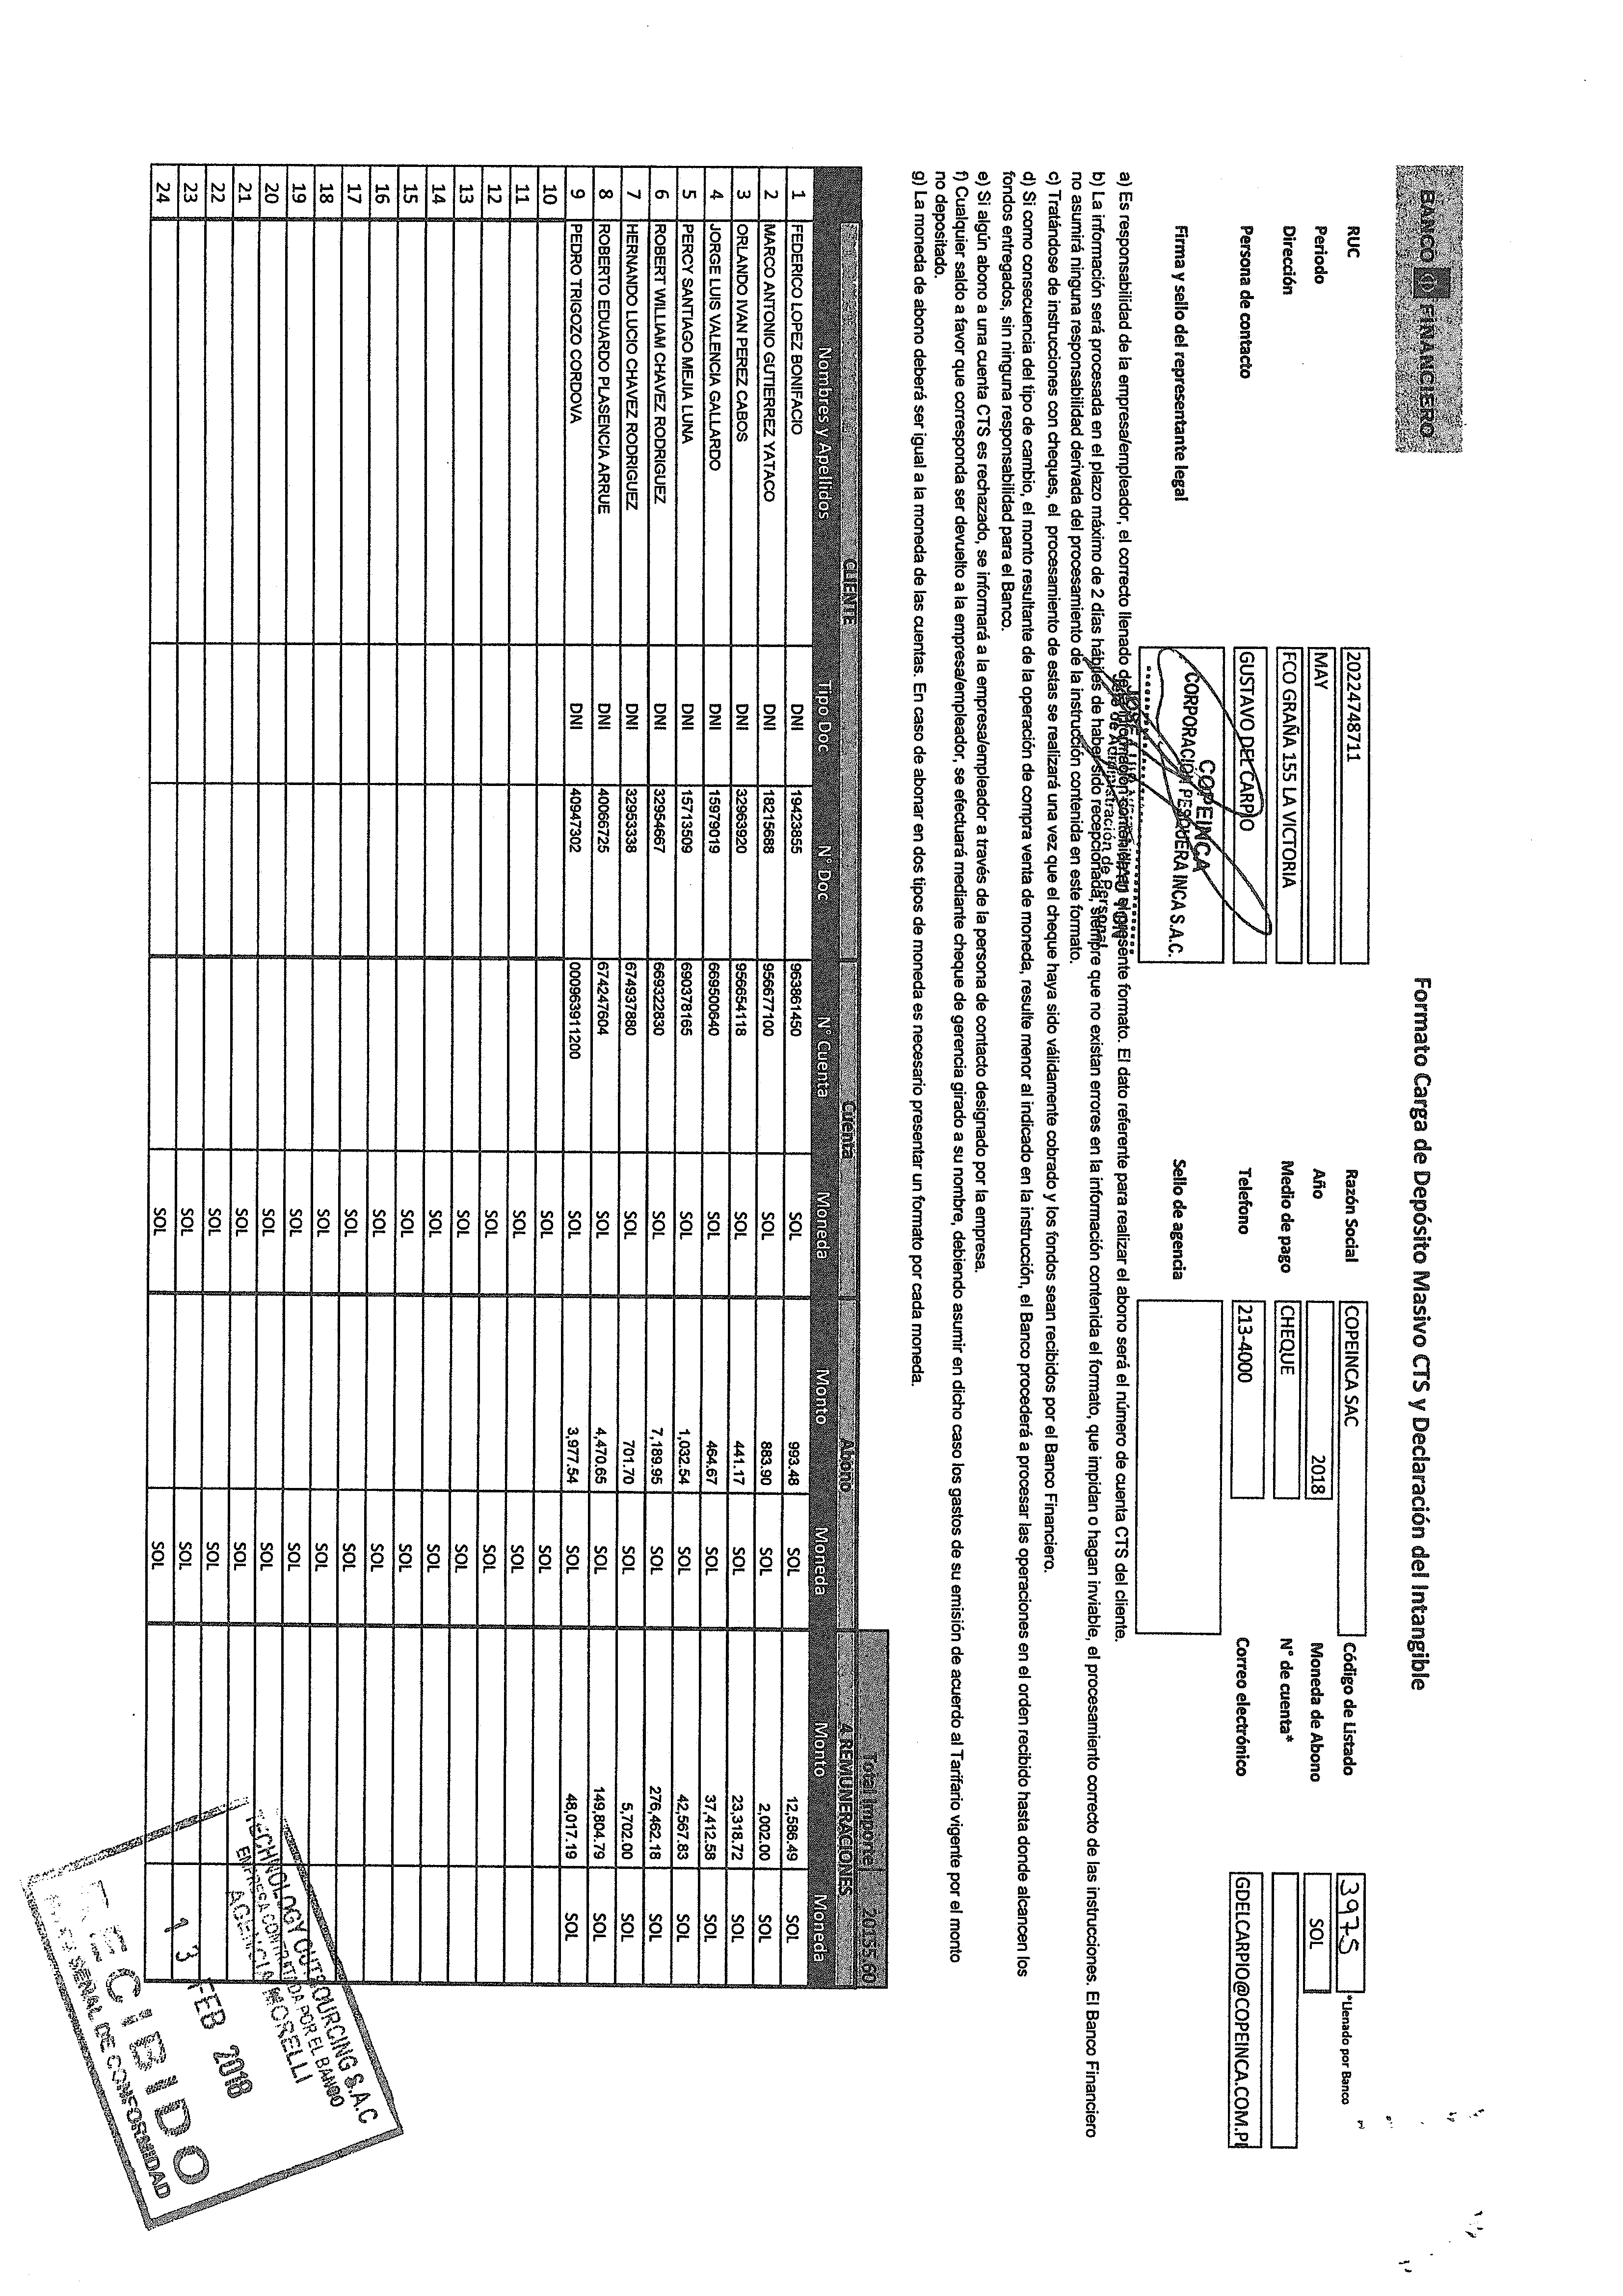 BANCO FINANCIERO
Formato Carga de Depósito Masivo CTS y Declaración del Intangible
RUC 20224748711 Razón Social COPEINCA SAC Código de Listado 3975 *Llenado por Banco
Periodo MAY Año 2018 Moneda de Abono SOL
Dirección FCO GRAÑA 155 LA VICTORIA Medio de pago CHEQUE N° de cuenta*
Persona de contacto GUSTAVO DEL CARPIO Telefono 213-4000 Correo electrónico GDELCARPIO@COPEINCA.COM.PE
Firma y sello del representante legal Sello de agencia
COPEINCA
CORPORACIÓN PESQUERA INCA S.A.C.
Jefe de Administración de Personal
a) Es responsabilidad de la empresa/empleador, el correcto llenado de la información contenida en el presente formato. El dato referente para realizar el abono será el número de cuenta CTS del cliente.
b) La información será procesada en el plazo máximo de 2 días hábiles de haber sido recepcionada, siempre que no existan errores en la información contenida el formato, que impidan o hagan inviable, el procesamiento correcto de las instrucciones. El Banco Financiero
no asumirá ninguna responsabilidad derivada del procesamiento de la instrucción contenida en este formato.
c) Tratándose de instrucciones con cheques, el procesamiento de estas se realizará una vez que el cheque haya sido válidamente cobrado y los fondos sean recibidos por el Banco Financiero.
d) Si como consecuencia del tipo de cambio, el monto resultante de la operación de compra venta de moneda, resulte menor al indicado en la instrucción, el Banco procederá a procesar las operaciones en el orden recibido hasta donde alcancen los
fondos entregados, sin ninguna responsabilidad para el Banco.
e) Si algún abono a una cuenta CTS es rechazado, se informará a la empresa/empleador a través de la persona de contacto designado por la empresa.
f) Cualquier saldo a favor que corresponda ser devuelto a la empresa/empleador, se efectuará mediante cheque de gerencia girado a su nombre, debiendo asumir en dicho caso los gastos de su emisión de acuerdo al Tarifario vigente por el monto
no depositado.
g) La moneda de abono deberá ser igual a la moneda de las cuentas. En caso de abonar en dos tipos de moneda es necesario presentar un formato por cada moneda.
Total Importe 20155.60
CLIENTE Cuenta Abono 4 REMUNERACIONES
Nombres y Apellidos Tipo Doc N° Doc N° Cuenta Moneda Monto Moneda Monto Moneda
1 FEDERICO LOPEZ BONIFACIO DNI 19423855 963861450 SOL 993.48 SOL 12,586.49 SOL
2 MARCO ANTONIO GUTIERREZ YATACO DNI 18215688 956677100 SOL 883.90 SOL 2,002.00 SOL
3 ORLANDO IVAN PEREZ CABOS DNI 32963920 956654118 SOL 441.17 SOL 23,318.72 SOL
4 JORGE LUIS VALENCIA GALLARDO DNI 15979019 669500640 SOL 464.67 SOL 37,412.58 SOL
5 PERCY SANTIAGO MEJIA LUNA DNI 15713509 690378165 SOL 1,032.54 SOL 42,567.83 SOL
6 ROBERT WILLIAM CHAVEZ RODRIGUEZ DNI 32954667 669322830 SOL 7,189.95 SOL 276,462.18 SOL
7 HERNANDO LUCIO CHAVEZ RODRIGUEZ DNI 32953338 674937880 SOL 701.70 SOL 5,702.00 SOL
8 ROBERTO EDUARDO PLASENCIA ARRUE DNI 40066725 674247604 SOL 4,470.65 SOL 149,804.79 SOL
9 PEDRO TRIGOZO CORDOVA DNI 40947302 000963911200 SOL 3,977.54 SOL 48,017.19 SOL
10 SOL SOL
11 SOL SOL
12 SOL SOL
13 SOL SOL
14 SOL SOL
15 SOL SOL
16 SOL SOL
17 SOL SOL
18 SOL SOL
19 SOL SOL
20 SOL SOL
21 SOL SOL
22 SOL SOL
23 SOL SOL
24 SOL SOL
TECHNOLOGY OUTSOURCING S.A.C
EMPRESA CONTRATADA POR EL BANCO
AGENCIA MORELLI
13 FEB 2018
RECIBIDO
EN SEÑAL DE CONFORMIDAD